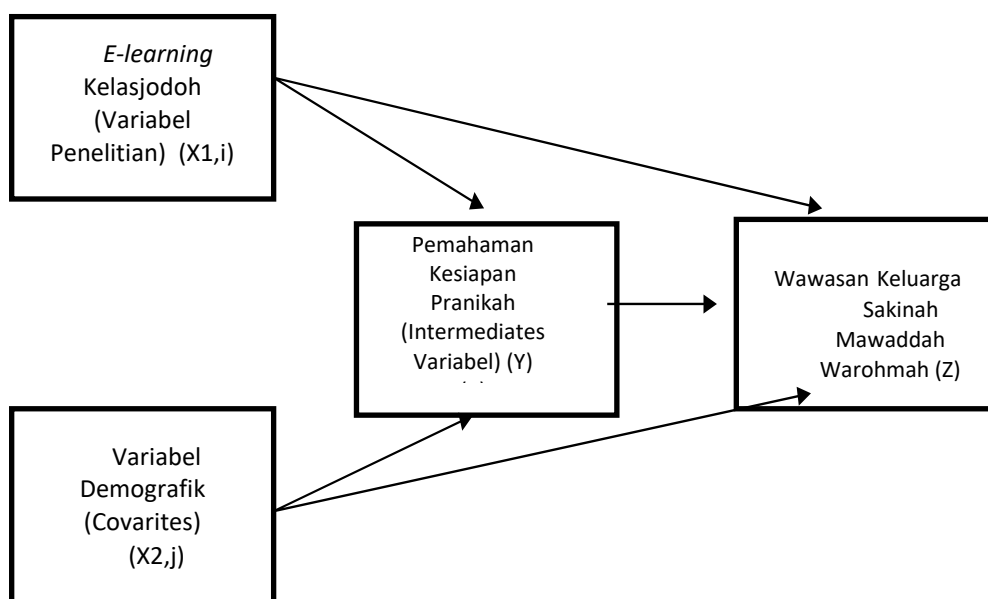 E-learning
Kelasjodoh
(Variabel
Penelitian) (X1,i)
Pemahaman
Kesiapan
Pranikah
(Intermediates
Variabel) (Y)
Wawasan Keluarga
Sakinah
Mawaddah
Warohmah (Z)
Variabel
Demografik
(Covarites)
(X2,j)